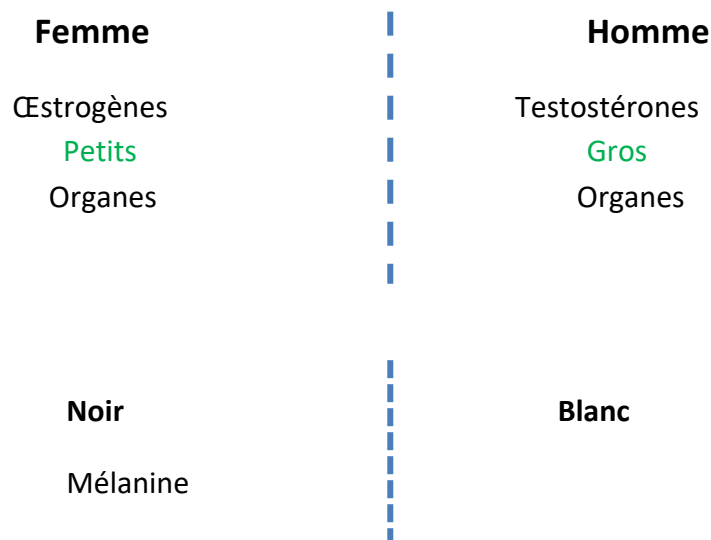 Femme Homme
Œstrogènes Testostérones
Petits Gros
Organes Organes
Noir Blanc
Mélanine